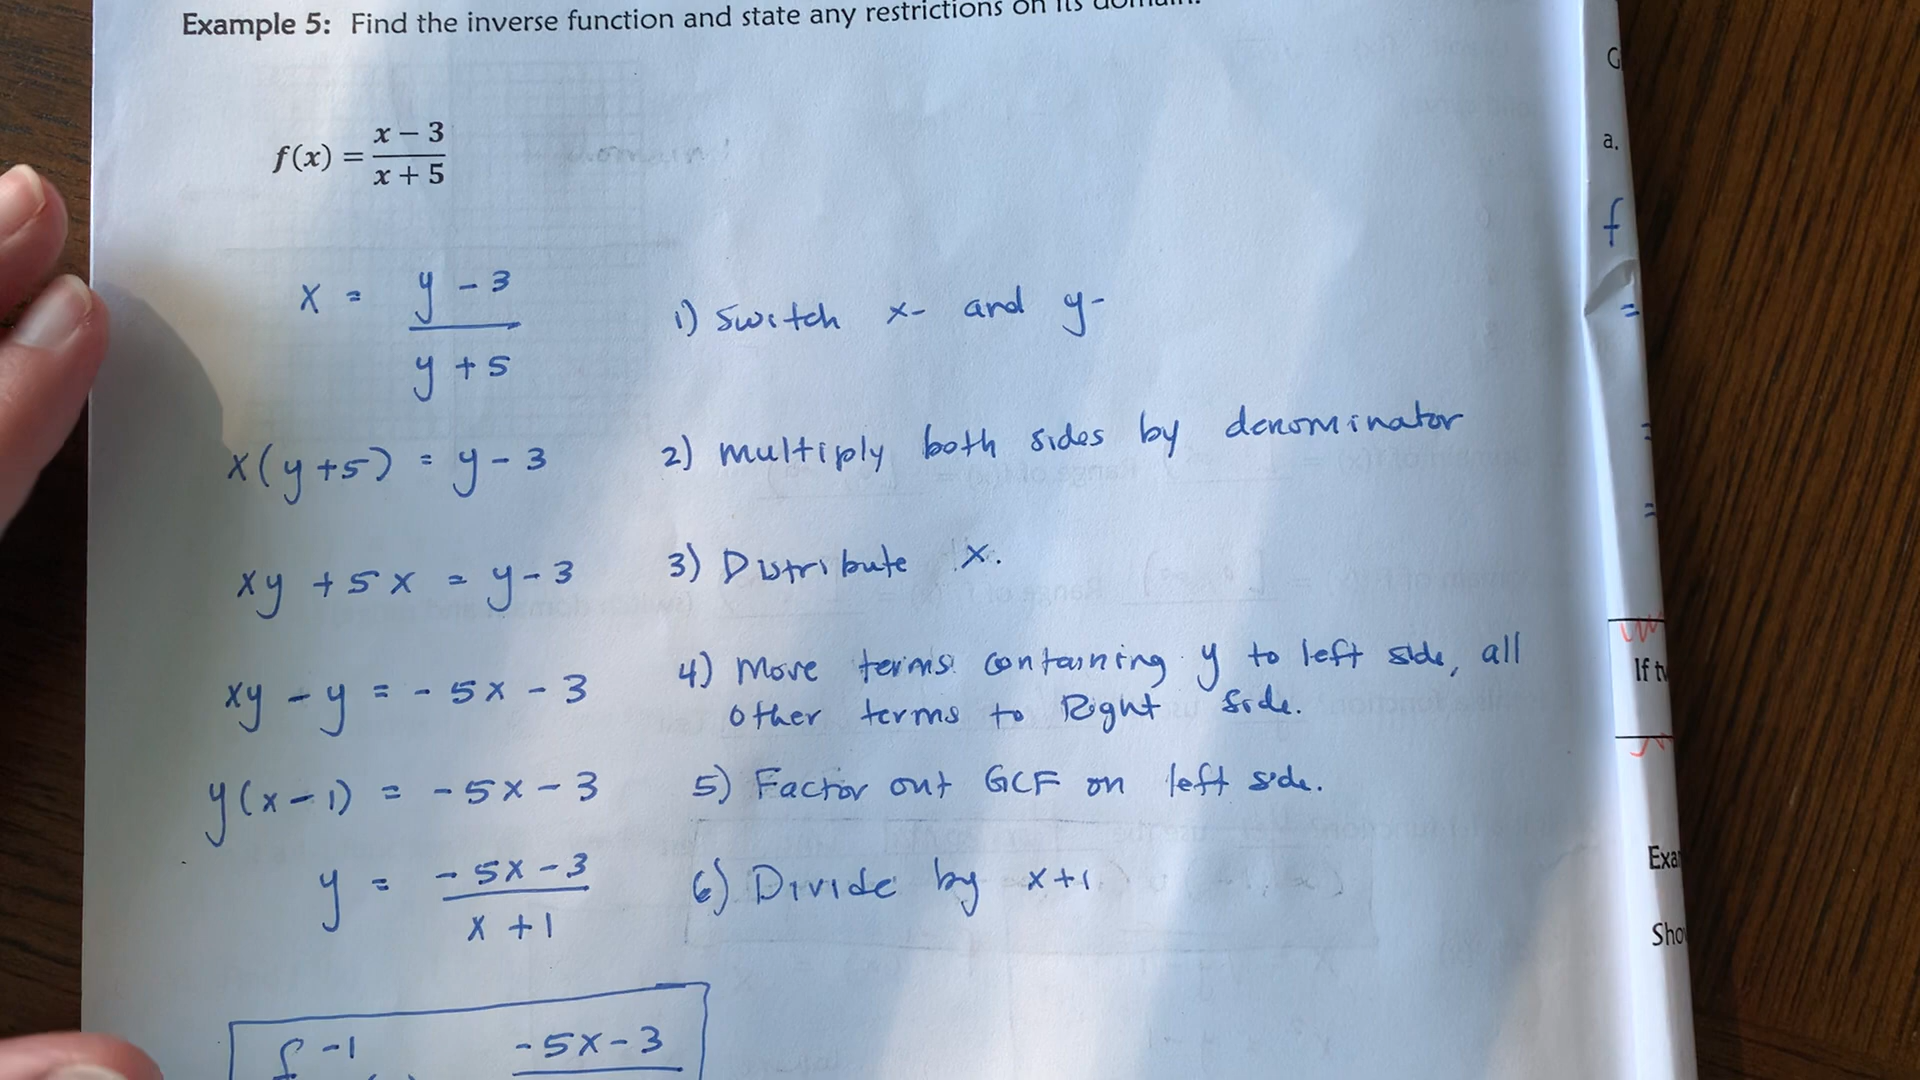 Example 5: Find the inverse function and state any restrictions on its domain.
f(x) = x − 3 / x + 5
x = y - 3 / y + 5
1) Switch x- and y-
x(y+5) = y - 3
2) Multiply both sides by denominator
xy + 5x = y - 3
3) Distribute x.
xy - y = -5x - 3
4) Move terms containing y to left side, all
other terms to Right side.
y(x-1) = -5x - 3
5) Factor out GCF on left side.
y = -5x - 3 / x + 1
6) Divide by x+1
f -1
-5x-3
a.
f
=
=
=
If